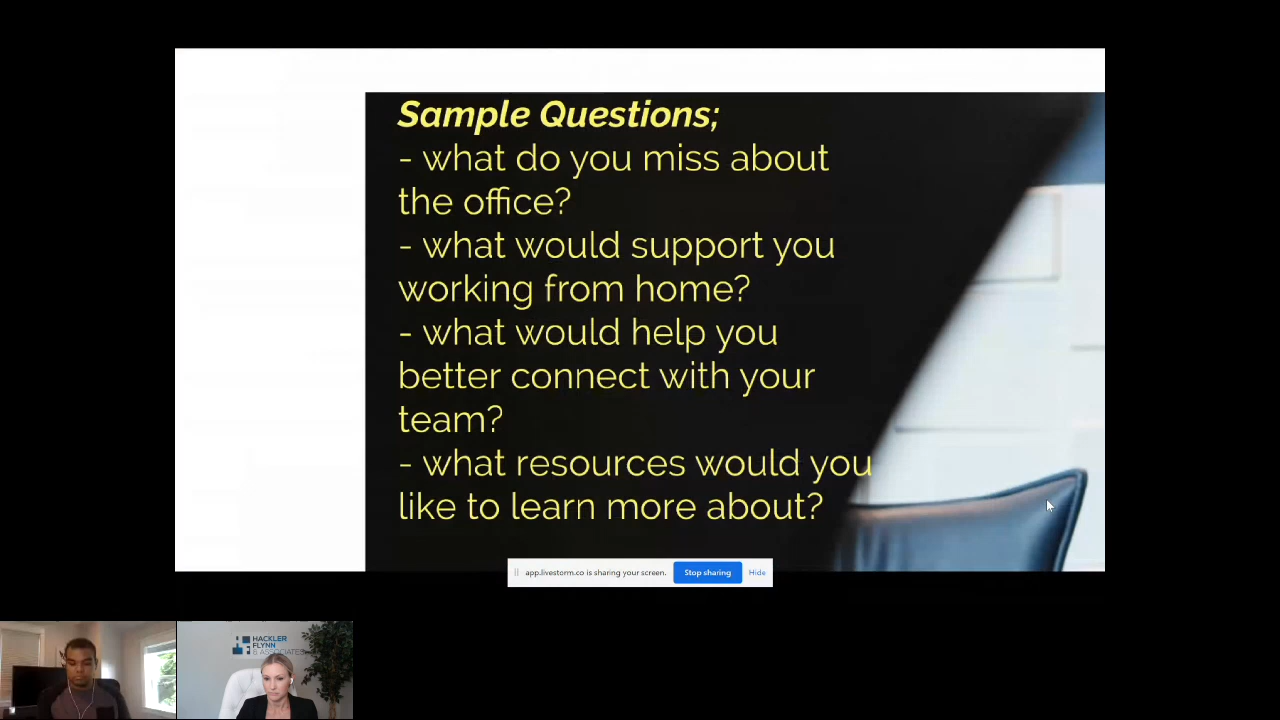 Sample Questions;
- what do you miss about
the office?
- what would support you
working from home?
- what would help you
better connect with your
team?
- what resources would you
like to learn more about?
app.livestorm.co is sharing your screen.
Stop sharing
Hide
HACKLER
FLYNN
& ASSOCIATES